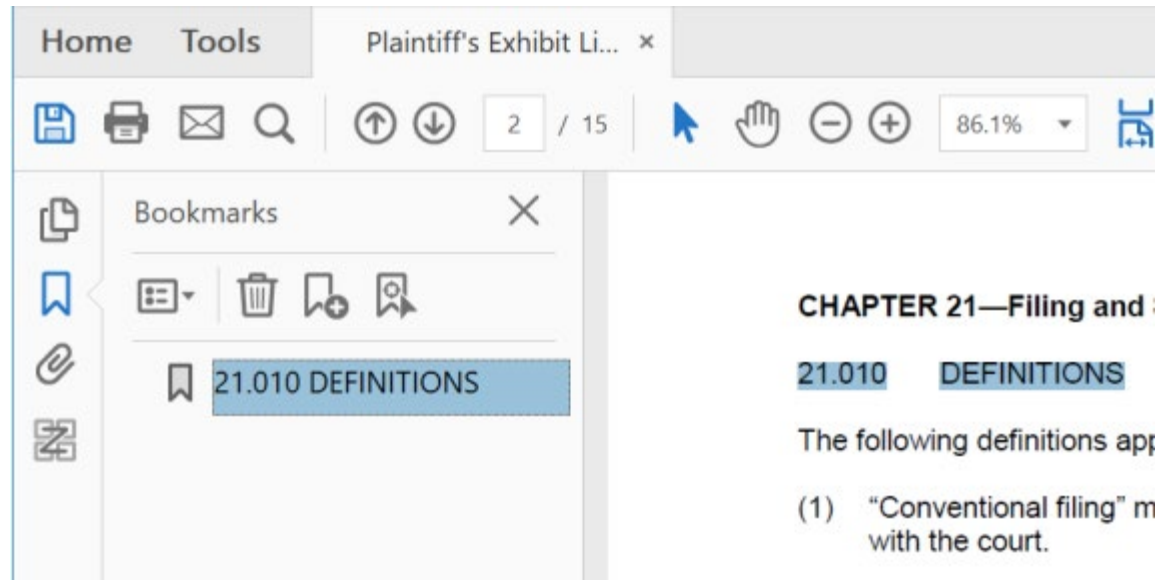 Home Tools Plaintiff's Exhibit Li... ×
2 / 15 86.1%
Bookmarks
21.010 DEFINITIONS
CHAPTER 21—Filing and
21.010 DEFINITIONS
The following definitions app
(1) “Conventional filing” m
with the court.